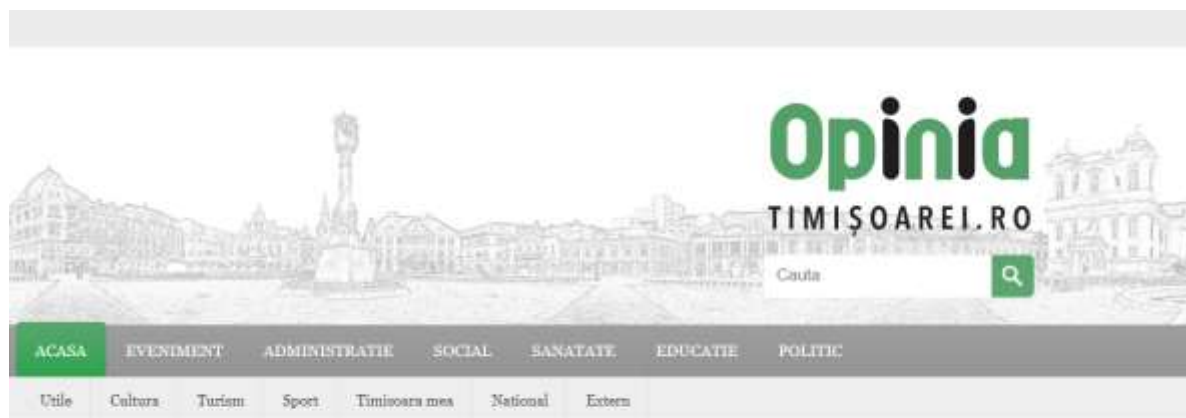 Opinia
TIMIȘOAREI.RO
Cauta
ACASA EVENIMENT ADMINISTRATIE SOCIAL SANATATE EDUCATIE POLITIC
Utile Cultura Turism Sport Timisoara mea National Extern